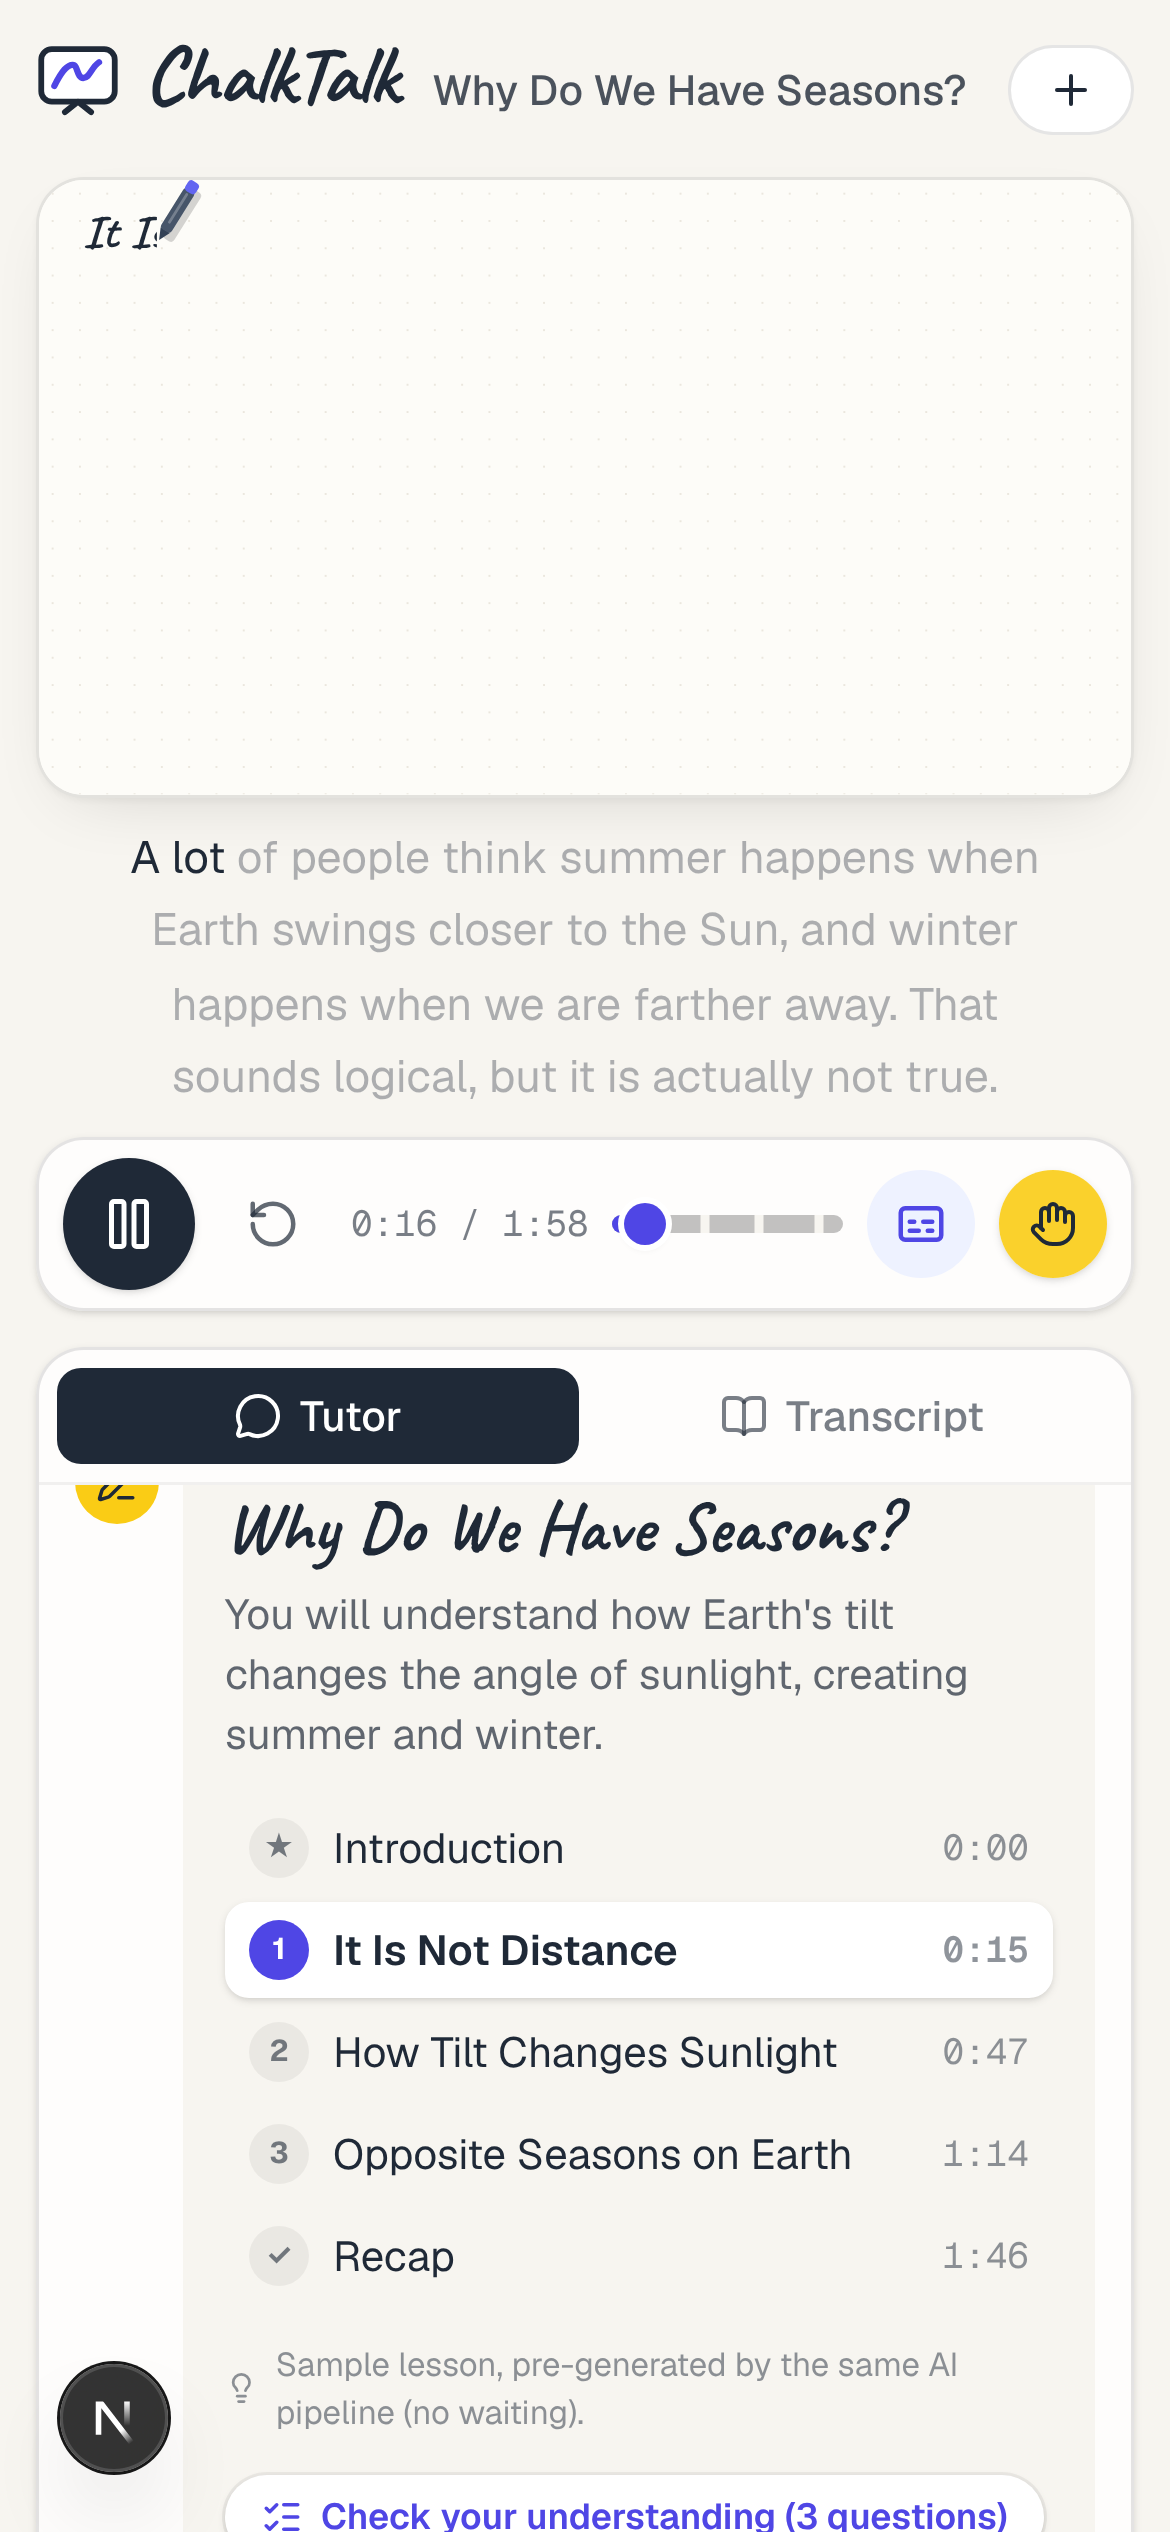 ChalkTalk Why Do We Have Seasons?
It Is
A lot of people think summer happens when
Earth swings closer to the Sun, and winter
happens when we are farther away. That
sounds logical, but it is actually not true.
0:16 / 1:58
Tutor
Transcript
Why Do We Have Seasons?
You will understand how Earth's tilt
changes the angle of sunlight, creating
summer and winter.
Introduction 0:00
1 It Is Not Distance 0:15
2 How Tilt Changes Sunlight 0:47
3 Opposite Seasons on Earth 1:14
Recap 1:46
Sample lesson, pre-generated by the same AI
pipeline (no waiting).
N
Check your understanding (3 questions)